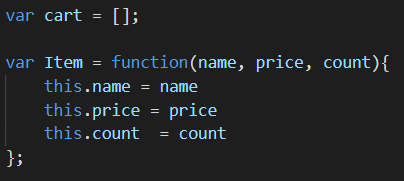 var cart = [];
var Item = function(name, price, count){
    this.name = name
    this.price = price
    this.count  = count
};